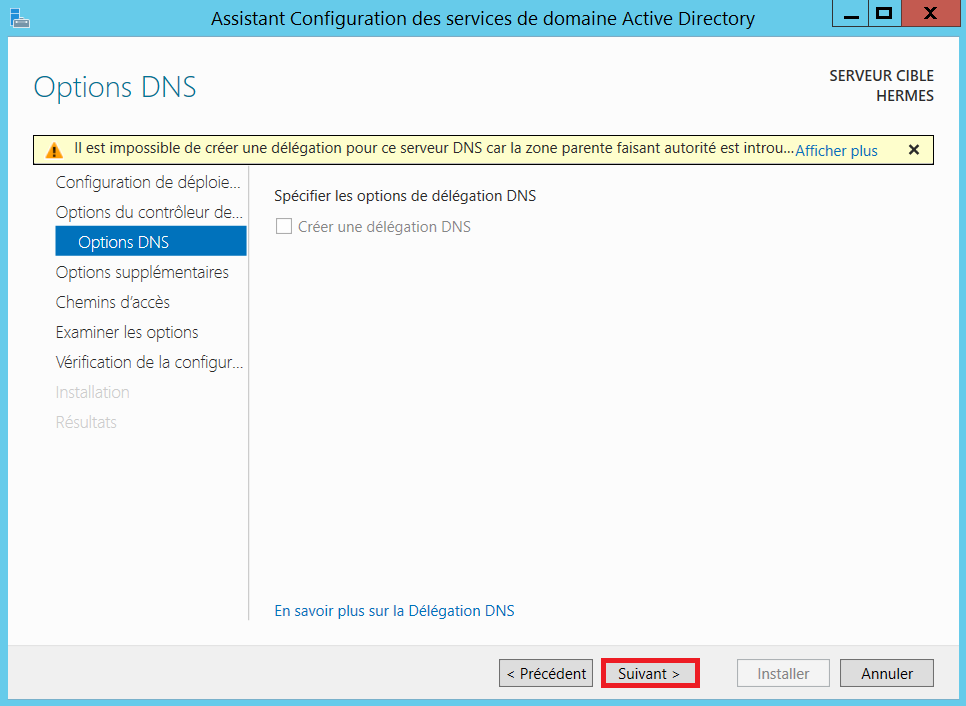 Assistant Configuration des services de domaine Active Directory
Options DNS
SERVEUR CIBLE
HERMES
Il est impossible de créer une délégation pour ce serveur DNS car la zone parente faisant autorité est introu... Afficher plus
Configuration de déploie...
Options du contrôleur de...
Options DNS
Options supplémentaires
Chemins d'accès
Examiner les options
Vérification de la configur...
Installation
Résultats
Spécifier les options de délégation DNS
Créer une délégation DNS
En savoir plus sur la Délégation DNS
< Précédent
Suivant >
Installer
Annuler